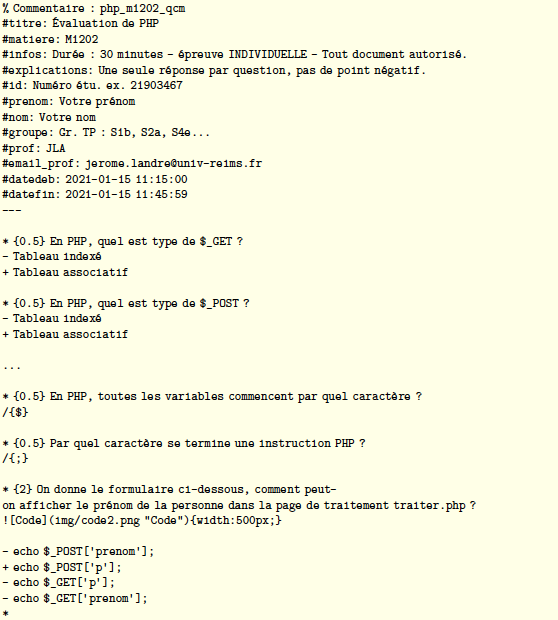 % Commentaire : php_m1202_qcm
#titre: Évaluation de PHP
#matiere: M1202
#infos: Durée : 30 minutes - épreuve INDIVIDUELLE - Tout document autorisé.
#explications: Une seule réponse par question, pas de point négatif.
#id: Numéro étu. ex. 21903467
#prenom: Votre prénom
#nom: Votre nom
#groupe: Gr. TP : S1b, S2a, S4e...
#prof: JLA
#email_prof: jerome.landre@univ-reims.fr
#datedeb: 2021-01-15 11:15:00
#datefin: 2021-01-15 11:45:59
---
* {0.5} En PHP, quel est type de $_GET ?
- Tableau indexé
+ Tableau associatif
* {0.5} En PHP, quel est type de $_POST ?
- Tableau indexé
+ Tableau associatif
...
* {0.5} En PHP, toutes les variables commencent par quel caractère ?
/{$}
* {0.5} Par quel caractère se termine une instruction PHP ?
/{;}
* {2} On donne le formulaire ci-dessous, comment peut-
on afficher le prénom de la personne dans la page de traitement traiter.php ?
![Code](img/code2.png "Code"){width:500px;}
- echo $_POST['prenom'];
+ echo $_POST['p'];
- echo $_GET['p'];
- echo $_GET['prenom'];
*